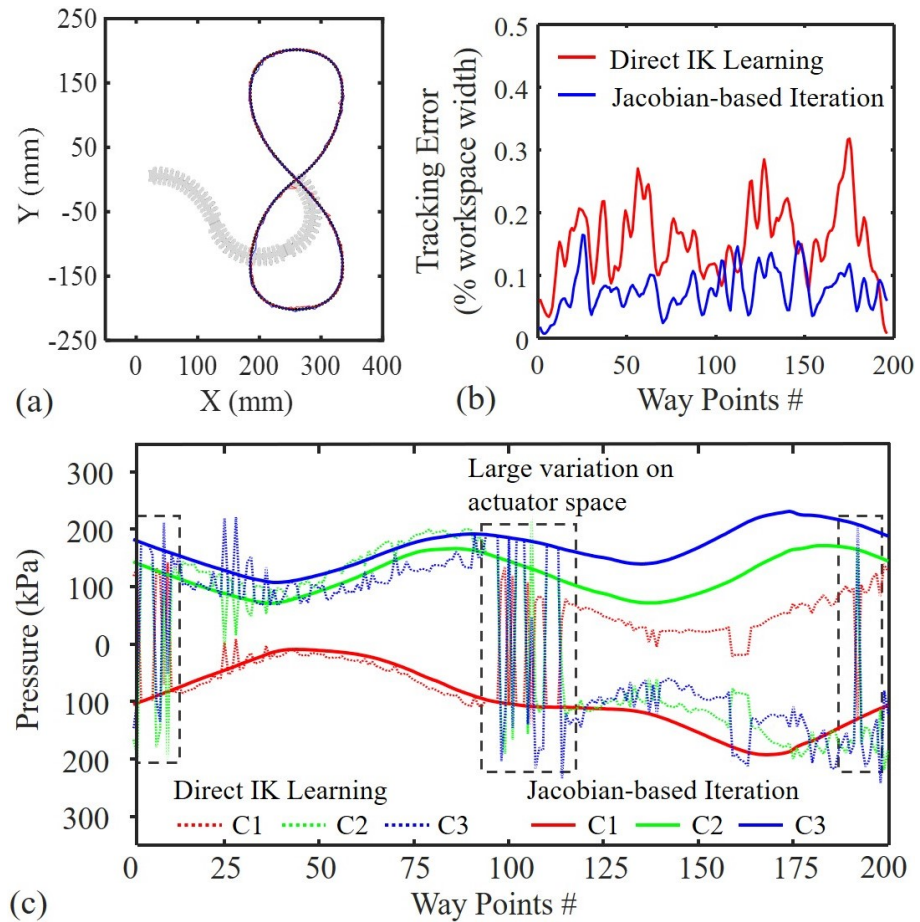 250
150
50
-50
-150
-250
Y (mm)
0 100 200 300 400
X (mm)
(a)
0.5
0.4
0.3
0.2
0.1
0
Tracking Error
(% workspace width)
Direct IK Learning
Jacobian-based Iteration
0 50 100 150 200
Way Points #
(b)
300
200
100
0
100
200
300
Pressure (kPa)
Large variation on
actuator space
Direct IK Learning Jacobian-based Iteration
C1 C2 C3 C1 C2 C3
0 25 50 75 100 125 150 175 200
Way Points #
(c)